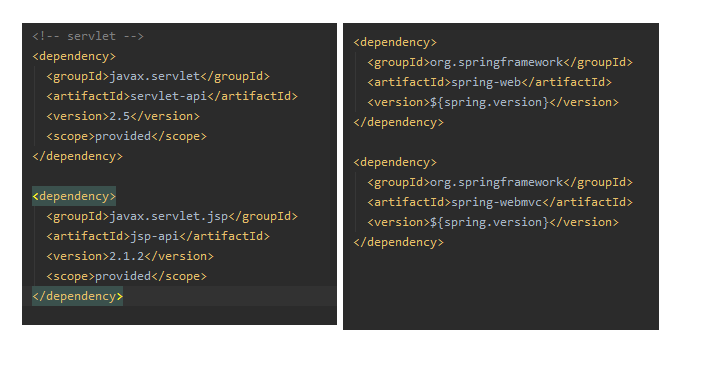 <!-- servlet -->
<dependency>
<groupId>javax.servlet</groupId>
<artifactId>servlet-api</artifactId>
<version>2.5</version>
<scope>provided</scope>
</dependency>
<dependency>
<groupId>javax.servlet.jsp</groupId>
<artifactId>jsp-api</artifactId>
<version>2.1.2</version>
<scope>provided</scope>
</dependency>
<dependency>
<groupId>org.springframework</groupId>
<artifactId>spring-web</artifactId>
<version>${spring.version}</version>
</dependency>
<dependency>
<groupId>org.springframework</groupId>
<artifactId>spring-webmvc</artifactId>
<version>${spring.version}</version>
</dependency>